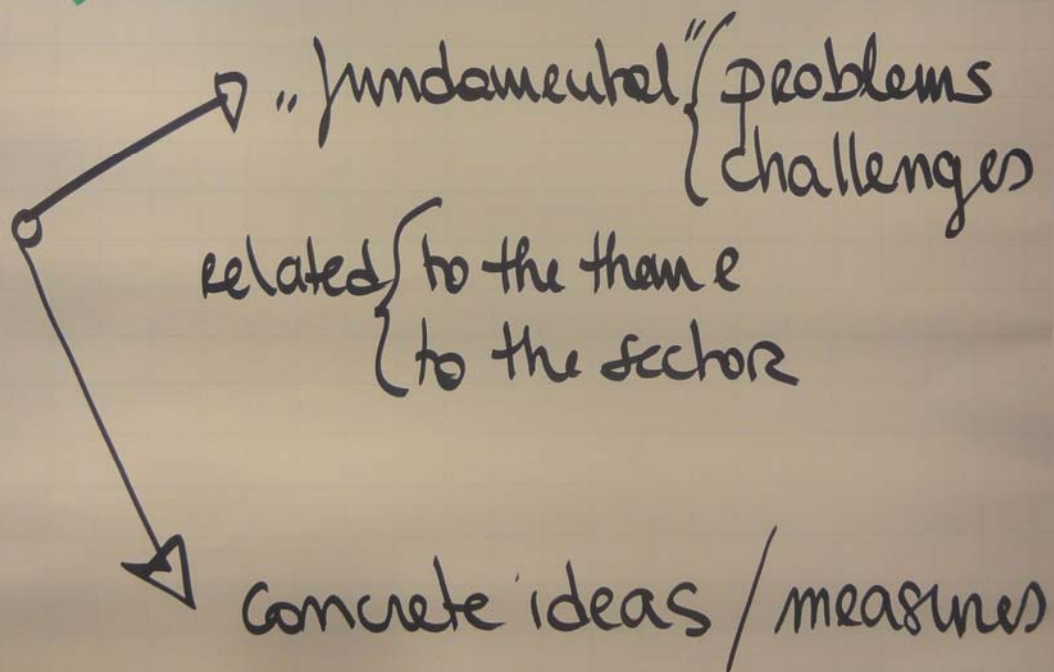 „fundamental" { problems
challenges
related { to the theme
to the sector
concrete ideas / measures